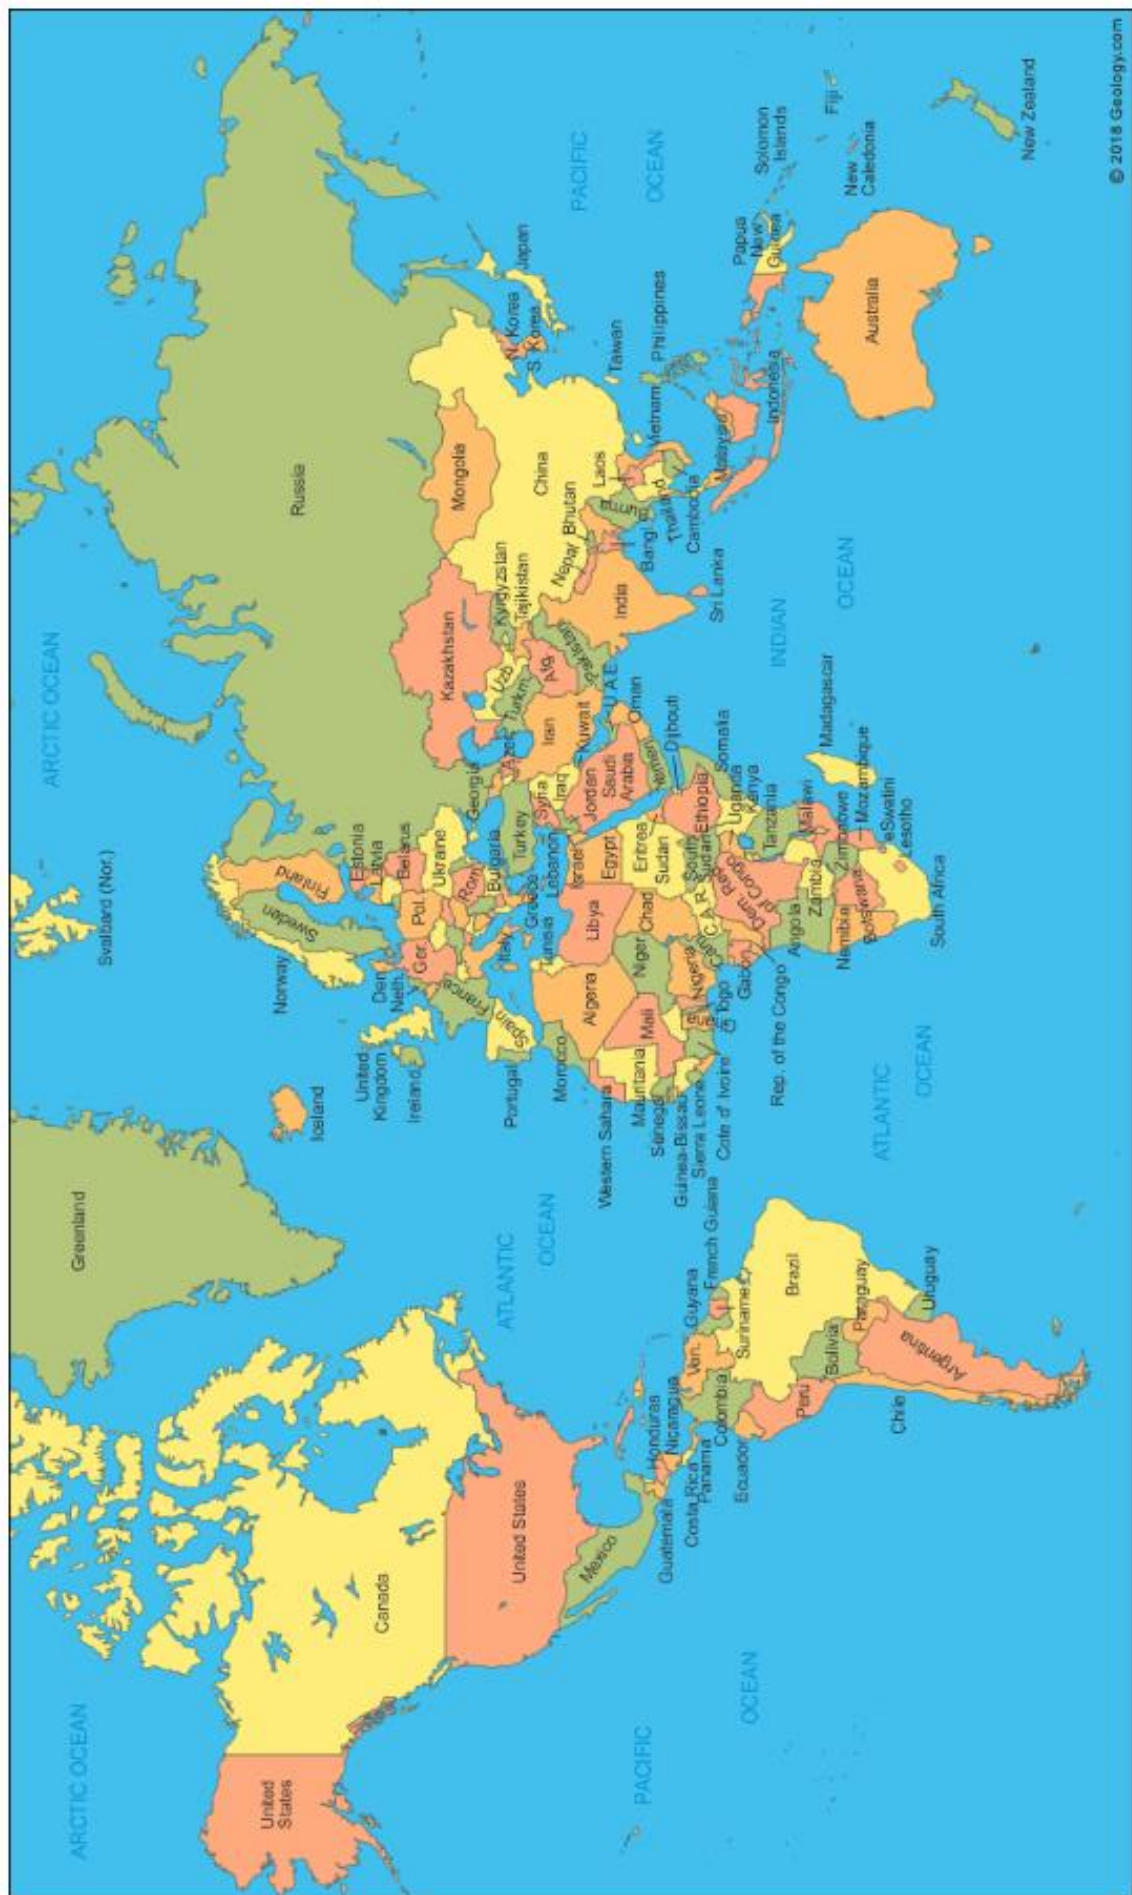 ARCTIC OCEAN
ARCTIC OCEAN
Svalbard (Nor.)
Greenland
Iceland
United
States
Canada
United States
Mexico
Norway
Sweden
Finland
Russia
Estonia
Latvia
Belarus
Den.
Neth.
United
Kingdom
Ireland
Ger.
Pol.
Ukraine
France
Rom.
Portugal
Spain
Italy
Bulgaria
Greece
Turkey
Georgia
Azer.
Kazakhstan
Uzb.
Turkm.
Kyrgyzstan
Tajikistan
Mongolia
China
N. Korea
S. Korea
Japan
ATLANTIC
OCEAN
PACIFIC
OCEAN
Morocco
Tunisia
Algeria
Libya
Egypt
Israel
Lebanon
Syria
Iraq
Jordan
Iran
Kuwait
Afg.
Pakistan
Saudi
Arabia
U.A.E.
Oman
Yemen
Djibouti
Nepal
Bhutan
India
Bangl.
Burma
Laos
Thailand
Cambodia
Vietnam
Taiwan
Philippines
Sri Lanka
Malaysia
Indonesia
Papua
New
Guinea
Solomon
Islands
Fiji
New
Caledonia
Australia
New Zealand
Western Sahara
Mauritania
Mali
Niger
Chad
Sudan
Eritrea
Senegal
Guinea-Bissau
Sierra Leone
Cote d' Ivoire
Togo
Nigeria
C.A.R.
South
Sudan
Ethiopia
Somalia
Uganda
Kenya
Gabon
Rep. of the Congo
Dem. Rep.
of Congo
Tanzania
Angola
Zambia
Malawi
Mozambique
Zimbabwe
Madagascar
Namibia
Botswana
eSwatini
Lesotho
South Africa
INDIAN
OCEAN
ATLANTIC
OCEAN
Guatemala
Honduras
Nicaragua
Costa Rica
Panama
Ven.
Guyana
French Guiana
Suriname
Colombia
Ecuador
Peru
Brazil
Bolivia
Paraguay
Chile
Argentina
Uruguay
PACIFIC
OCEAN
© 2018 Geology.com